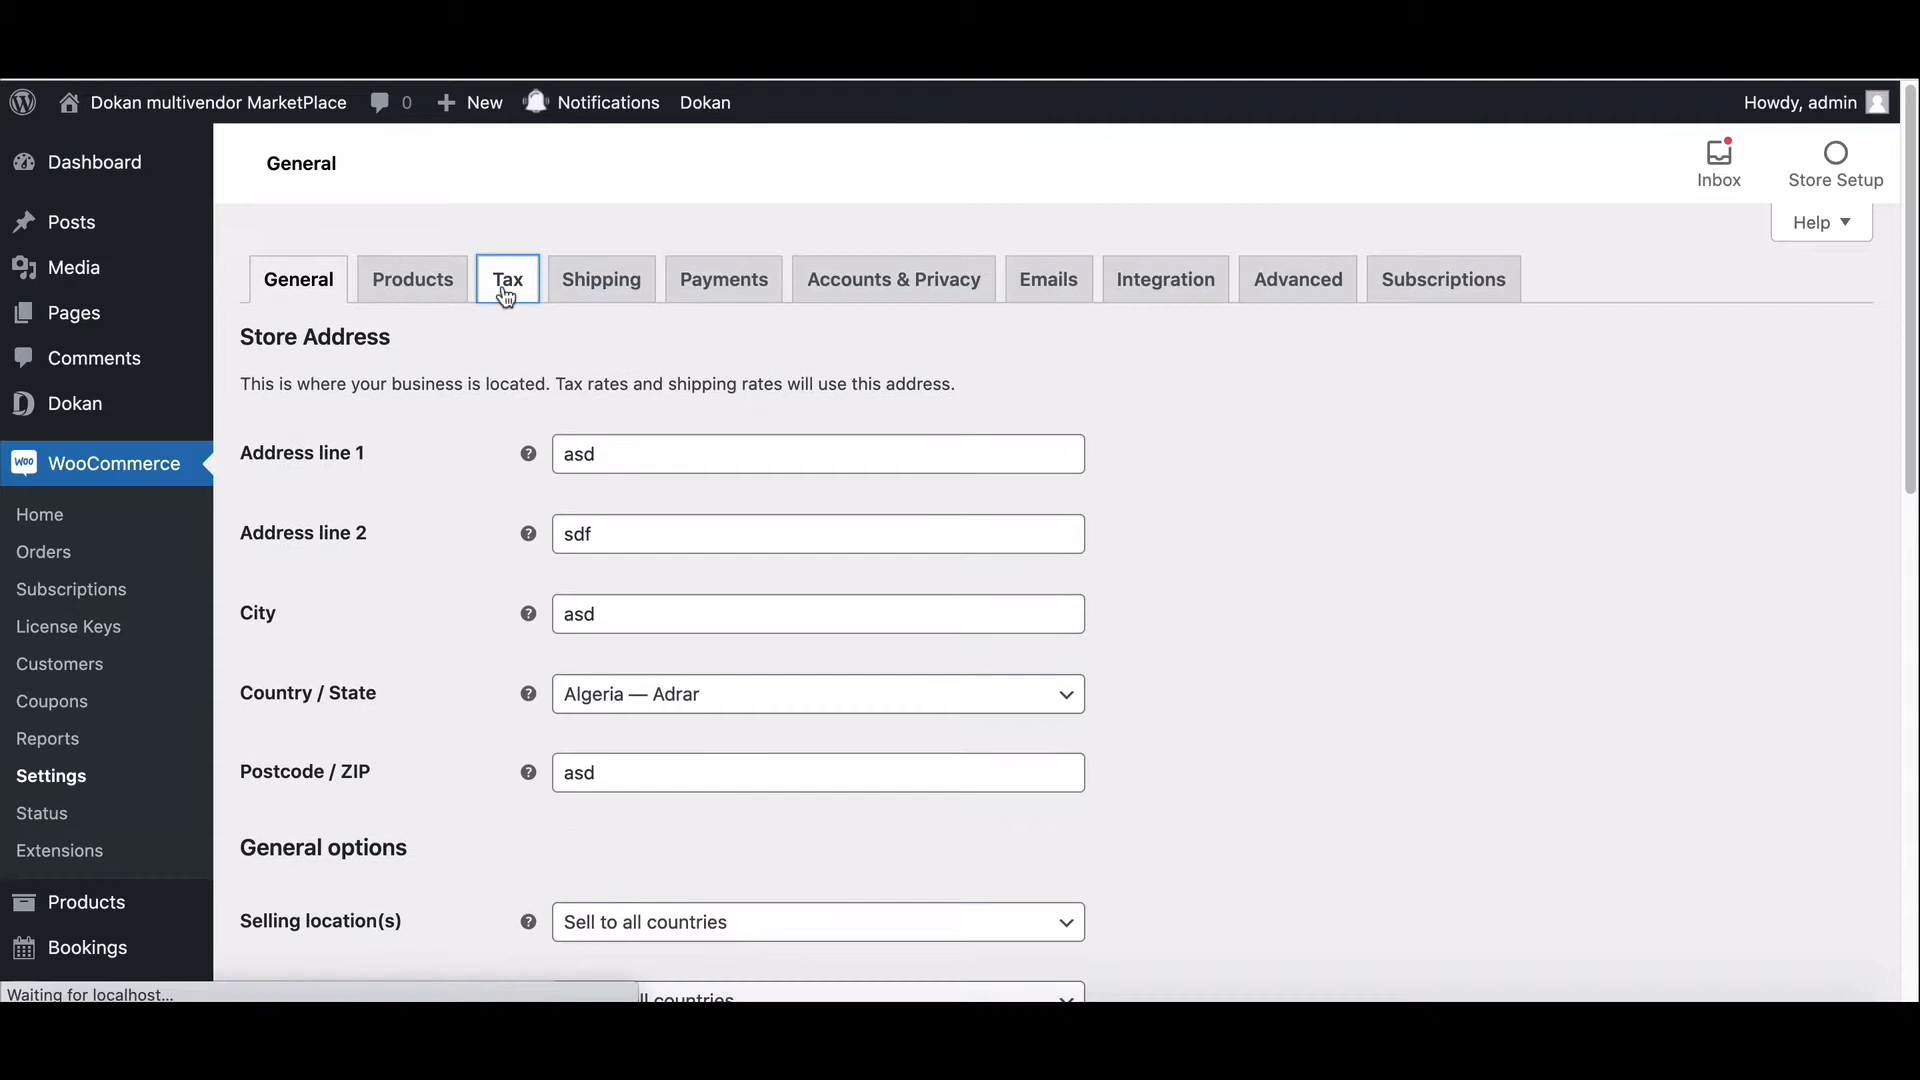 Dokan multivendor MarketPlace 0 New Notifications Dokan Howdy, admin
Dashboard
Posts
Media
Pages
Comments
Dokan
Woo WooCommerce
Home
Orders
Subscriptions
License Keys
Customers
Coupons
Reports
Settings
Status
Extensions
Products
Bookings
General
Inbox
Store Setup
Help
General Products Tax Shipping Payments Accounts & Privacy Emails Integration Advanced Subscriptions
Store Address
This is where your business is located. Tax rates and shipping rates will use this address.
Address line 1 ? asd
Address line 2 ? sdf
City ? asd
Country / State ? Algeria — Adrar
Postcode / ZIP ? asd
General options
Selling location(s) ? Sell to all countries
ll countries
Waiting for localhost...